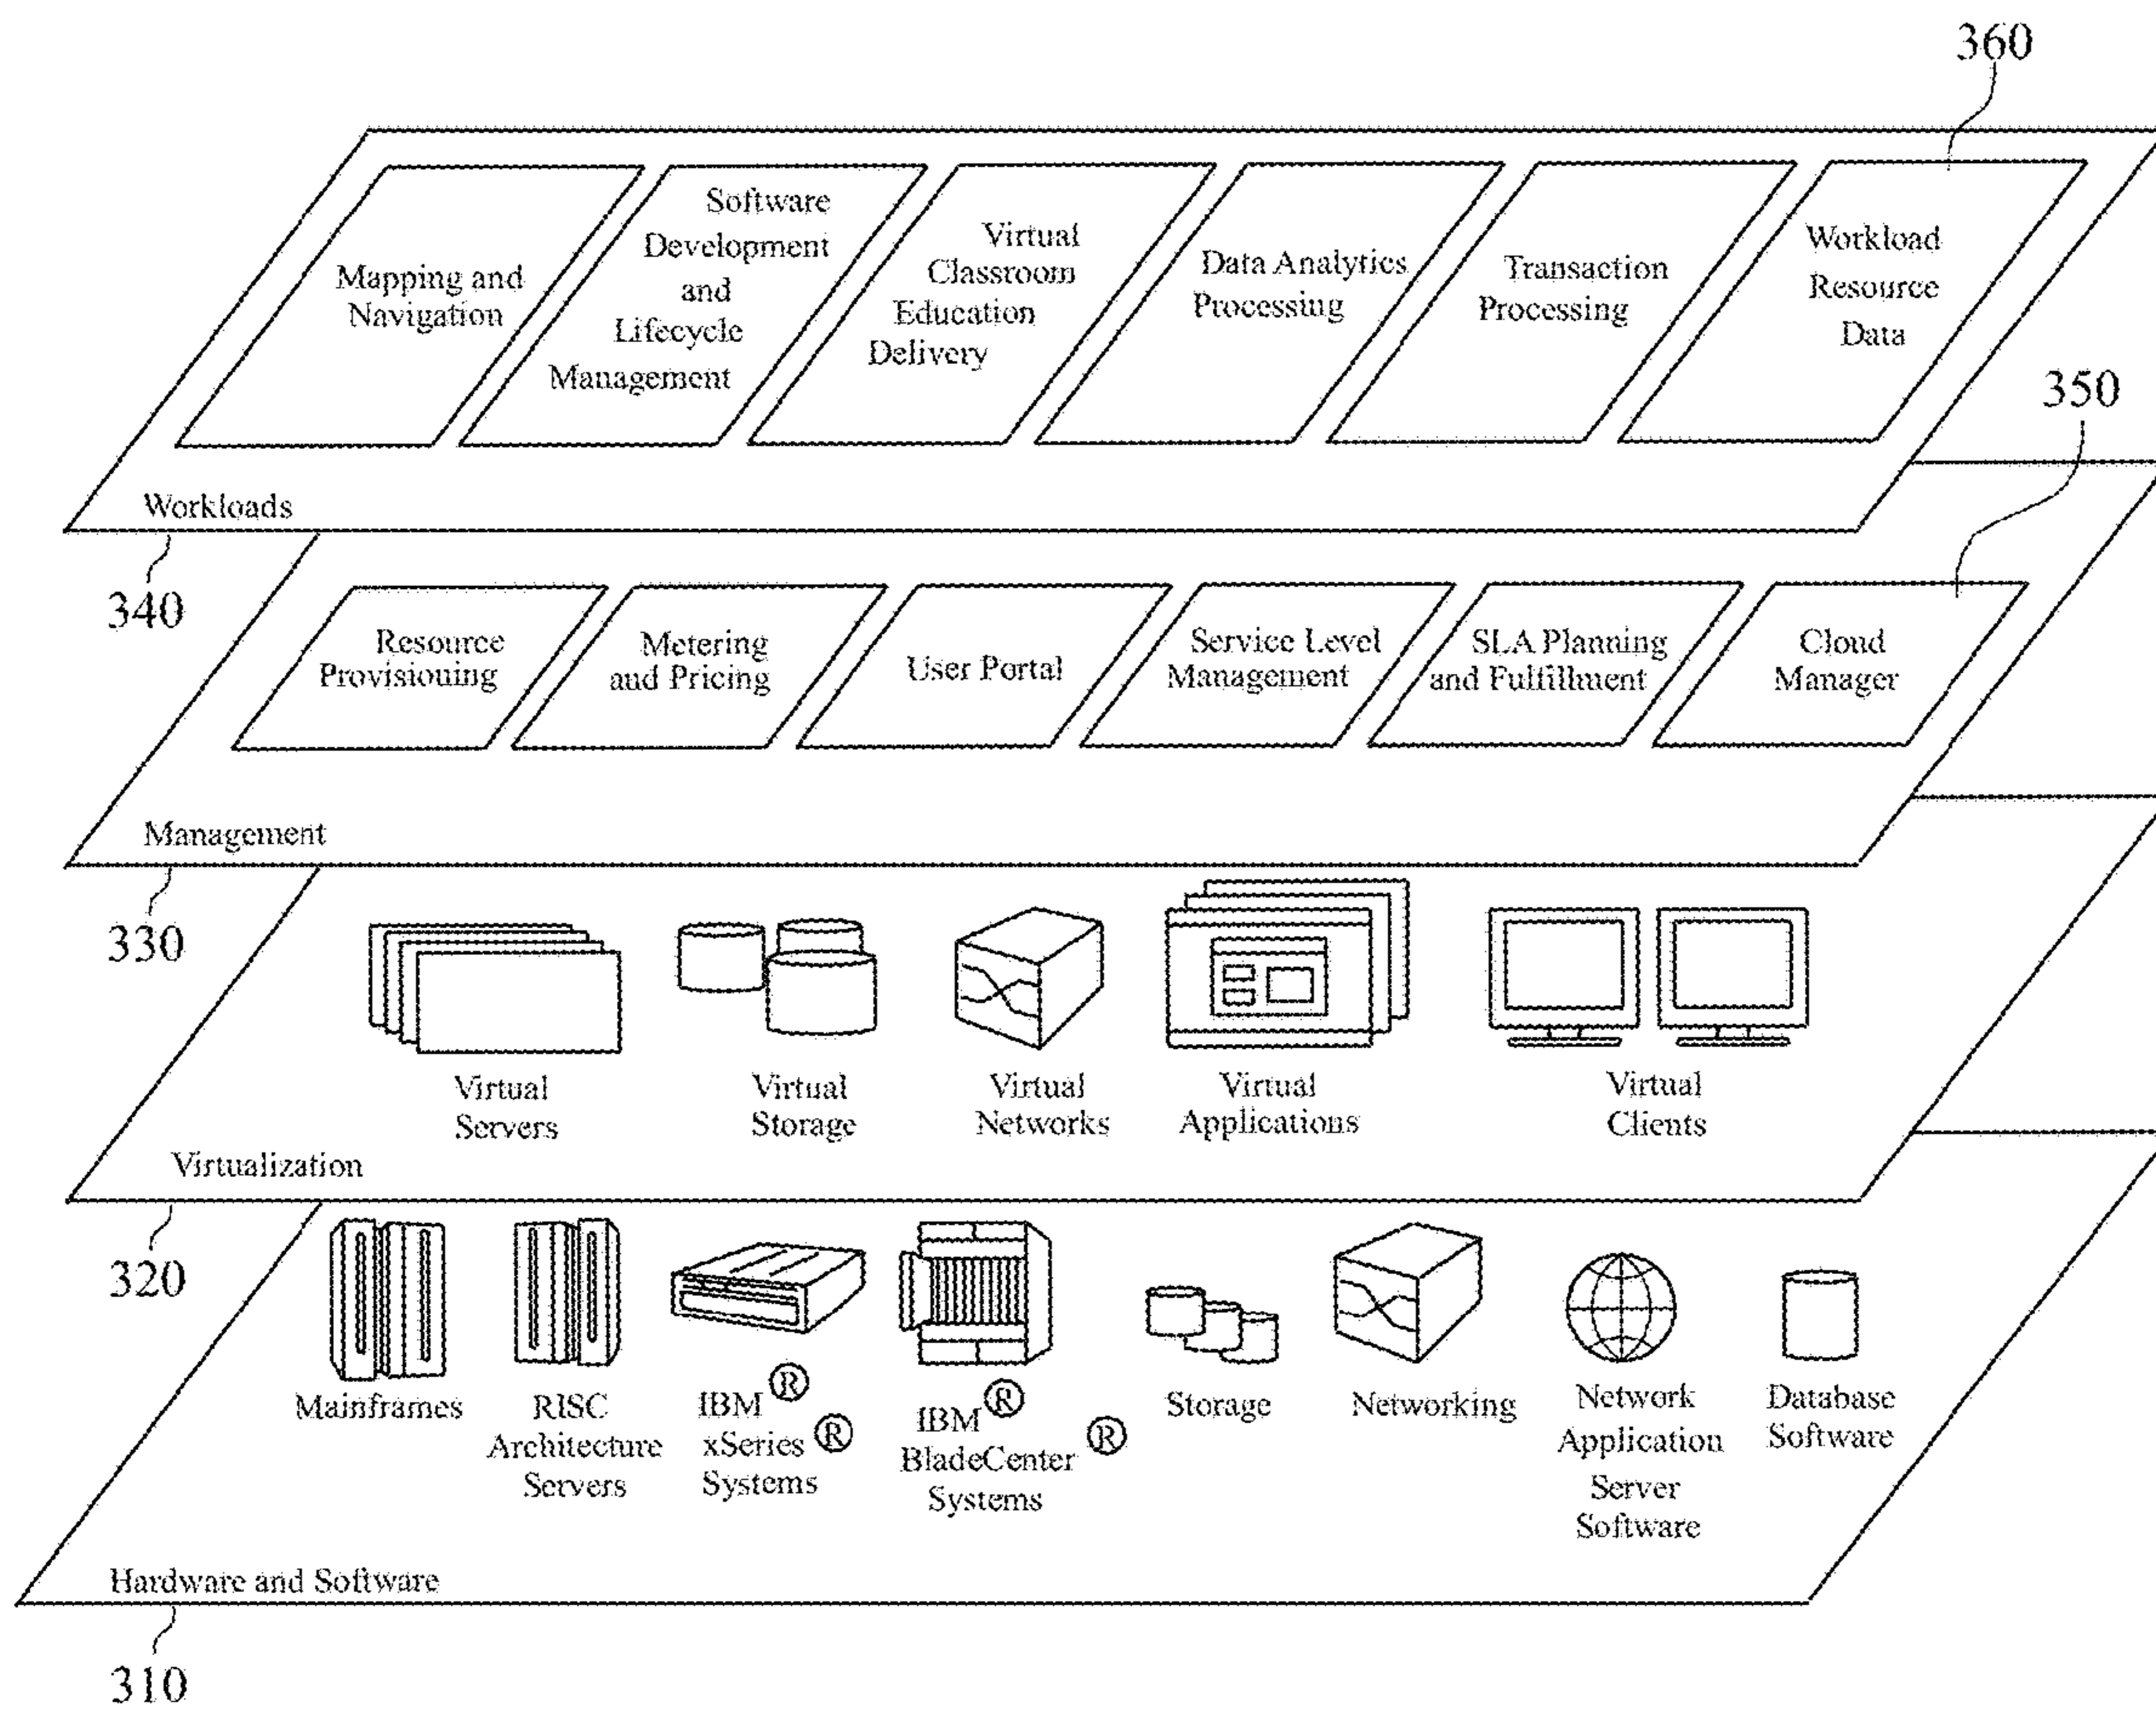 360
Mapping and
Navigation
Software
Development
and
Lifecycle
Management
Virtual
Classroom
Education
Delivery
Data Analytics
Processing
Transaction
Processing
Workload
Resource
Data
350
Workloads
340
Resource
Provisioning
Metering
and Pricing
User Portal
Service Level
Management
SLA Planning
and Fulfillment
Cloud
Manager
Management
330
Virtual
Servers
Virtual
Storage
Virtual
Networks
Virtual
Applications
Virtual
Clients
Virtualization
320
Mainframes
RISC
Architecture
Servers
IBM ®
xSeries ®
Systems
IBM ®
BladeCenter ®
Systems
Storage
Networking
Network
Application
Server
Software
Database
Software
Hardware and Software
310